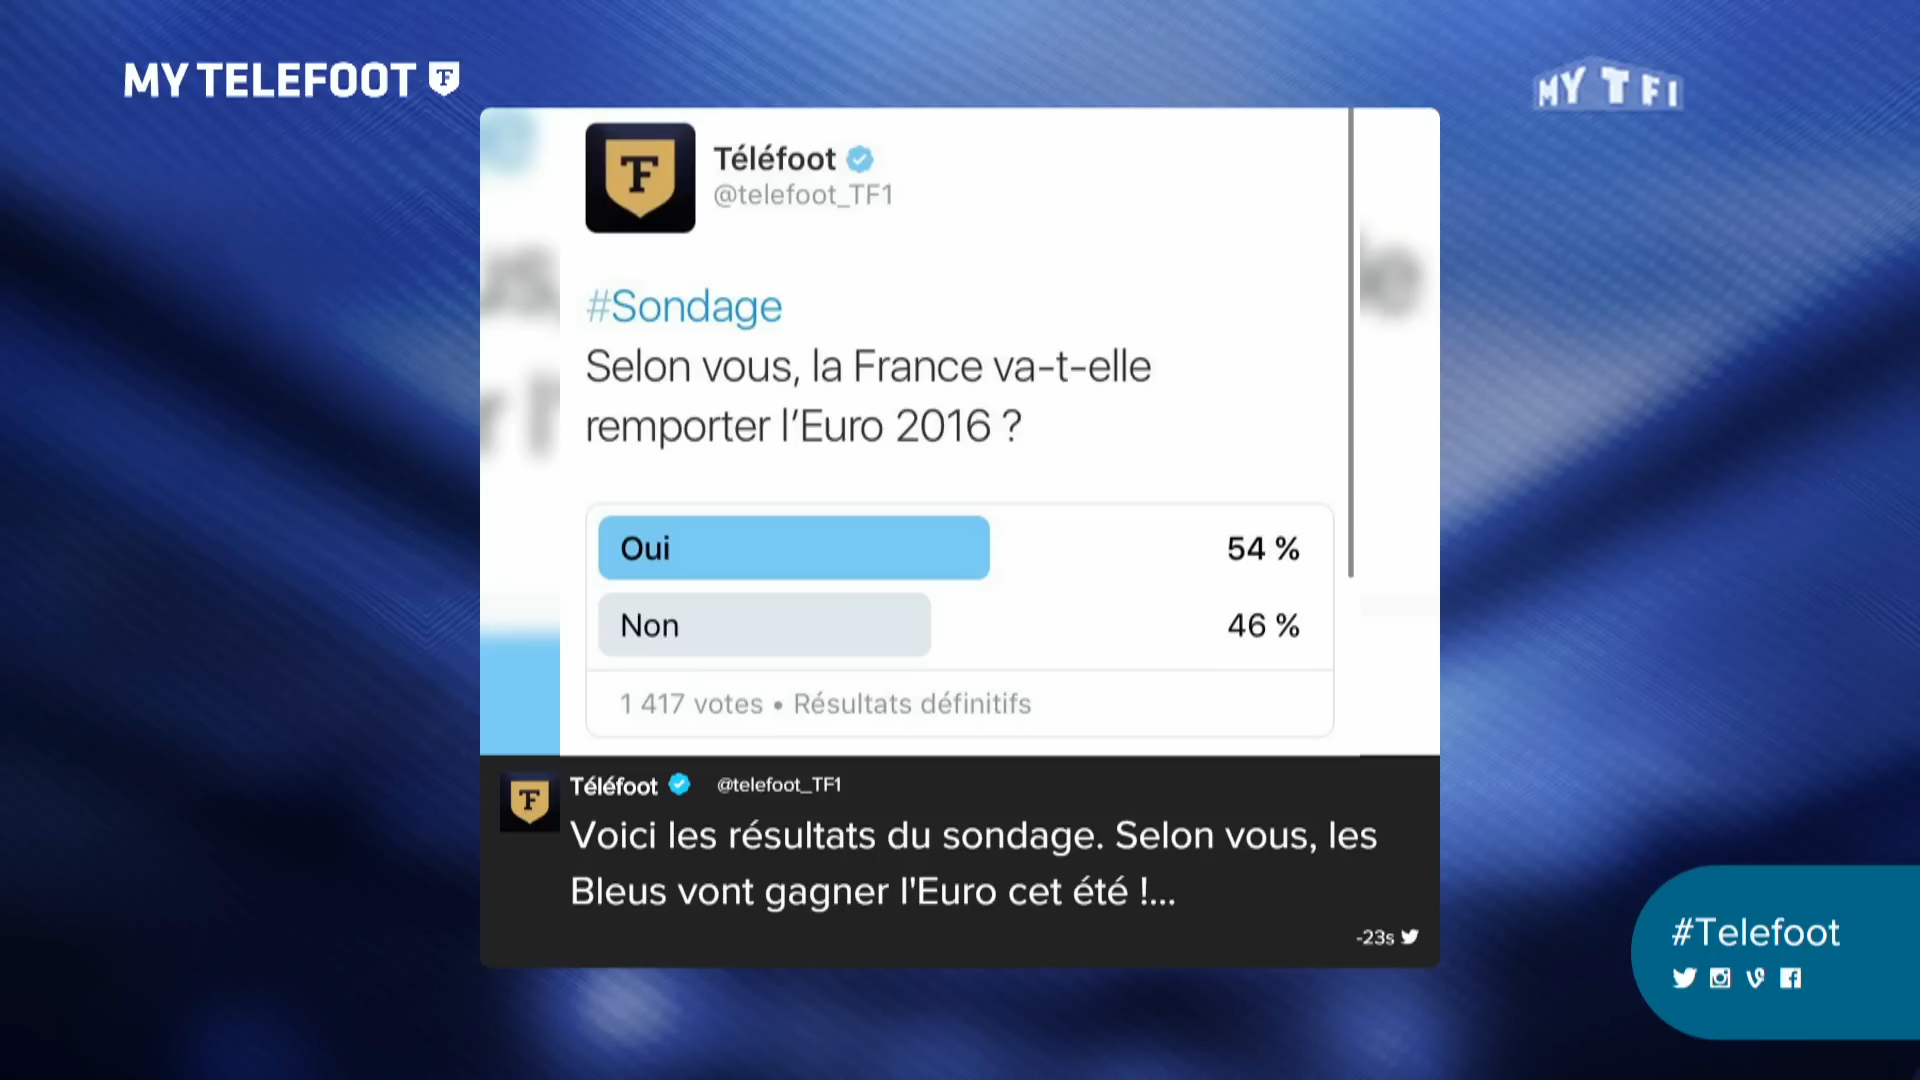 MY TELEFOOT
MY TF1
Téléfoot
@telefoot_TF1
#Sondage
Selon vous, la France va-t-elle
remporter l'Euro 2016 ?
Oui 54 %
Non 46 %
1 417 votes • Résultats définitifs
Téléfoot @telefoot_TF1
Voici les résultats du sondage. Selon vous, les
Bleus vont gagner l'Euro cet été !...
-23s
#Telefoot